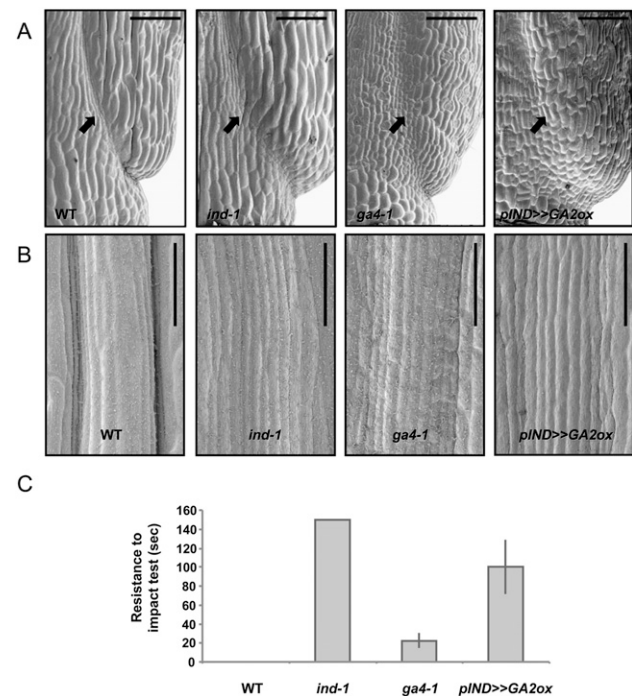 A
WT
ind-1
ga4-1
pIND>>GA2ox
B
WT
ind-1
ga4-1
pIND>>GA2ox
C
Resistance to
impact test (sec)
160
140
120
100
80
60
40
20
0
WT
ind-1
ga4-1
pIND>>GA2ox